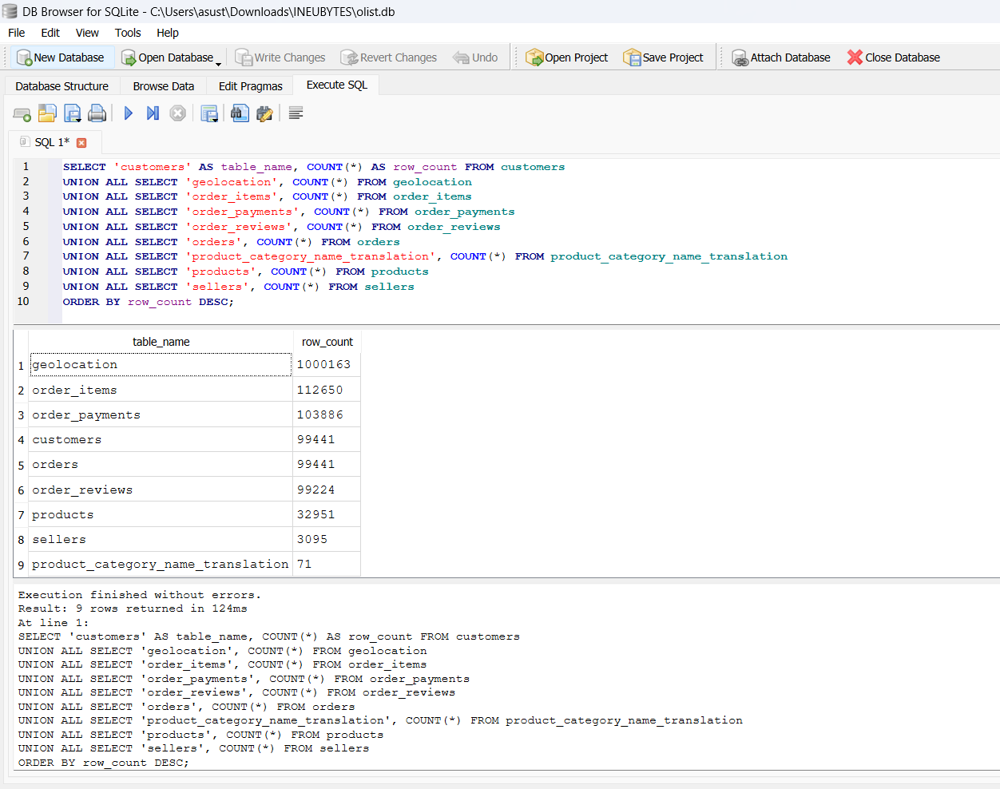 DB Browser for SQLite - C:\Users\asust\Downloads\INEUBYTES\olist.db
File Edit View Tools Help
New Database Open Database Write Changes Revert Changes Undo Open Project Save Project Attach Database Close Database
Database Structure Browse Data Edit Pragmas Execute SQL
SQL 1*
1 SELECT 'customers' AS table_name, COUNT(*) AS row_count FROM customers
2 UNION ALL SELECT 'geolocation', COUNT(*) FROM geolocation
3 UNION ALL SELECT 'order_items', COUNT(*) FROM order_items
4 UNION ALL SELECT 'order_payments', COUNT(*) FROM order_payments
5 UNION ALL SELECT 'order_reviews', COUNT(*) FROM order_reviews
6 UNION ALL SELECT 'orders', COUNT(*) FROM orders
7 UNION ALL SELECT 'product_category_name_translation', COUNT(*) FROM product_category_name_translation
8 UNION ALL SELECT 'products', COUNT(*) FROM products
9 UNION ALL SELECT 'sellers', COUNT(*) FROM sellers
10 ORDER BY row_count DESC;
table_name row_count
1 geolocation 1000163
2 order_items 112650
3 order_payments 103886
4 customers 99441
5 orders 99441
6 order_reviews 99224
7 products 32951
8 sellers 3095
9 product_category_name_translation 71
Execution finished without errors.
Result: 9 rows returned in 124ms
At line 1:
SELECT 'customers' AS table_name, COUNT(*) AS row_count FROM customers
UNION ALL SELECT 'geolocation', COUNT(*) FROM geolocation
UNION ALL SELECT 'order_items', COUNT(*) FROM order_items
UNION ALL SELECT 'order_payments', COUNT(*) FROM order_payments
UNION ALL SELECT 'order_reviews', COUNT(*) FROM order_reviews
UNION ALL SELECT 'orders', COUNT(*) FROM orders
UNION ALL SELECT 'product_category_name_translation', COUNT(*) FROM product_category_name_translation
UNION ALL SELECT 'products', COUNT(*) FROM products
UNION ALL SELECT 'sellers', COUNT(*) FROM sellers
ORDER BY row_count DESC;